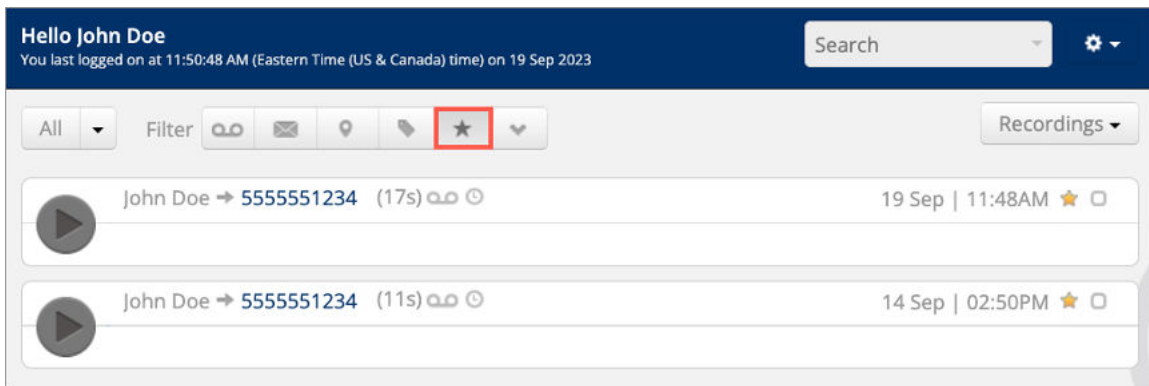 Hello John Doe
You last logged on at 11:50:48 AM (Eastern Time (US & Canada) time) on 19 Sep 2023
Search
All
Filter
Recordings
John Doe → 5555551234 (17s)
19 Sep | 11:48AM
John Doe → 5555551234 (11s)
14 Sep | 02:50PM